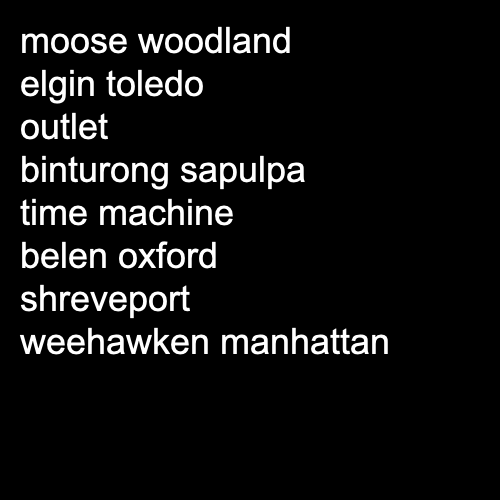 moose woodland
elgin toledo
outlet
binturong sapulpa
time machine
belen oxford
shreveport
weehawken manhattan